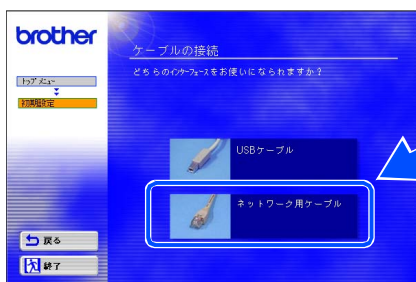 brother
ケーブルの接続
どちらのインターフェースをお使いになられますか？
トップメニュー
初期設定
USBケーブル
ネットワーク用ケーブル
戻る
終了